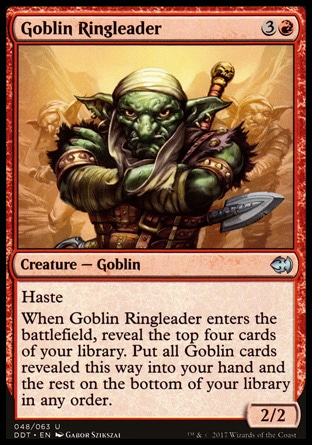 Goblin Ringleader 3
Creature — Goblin
Haste
When Goblin Ringleader enters the
battlefield, reveal the top four cards
of your library. Put all Goblin cards
revealed this way into your hand and
the rest on the bottom of your library
in any order.
2/2
048/063 U
DDT • EN Gabor Szikszai
™ & © 2017 Wizards of the Coast